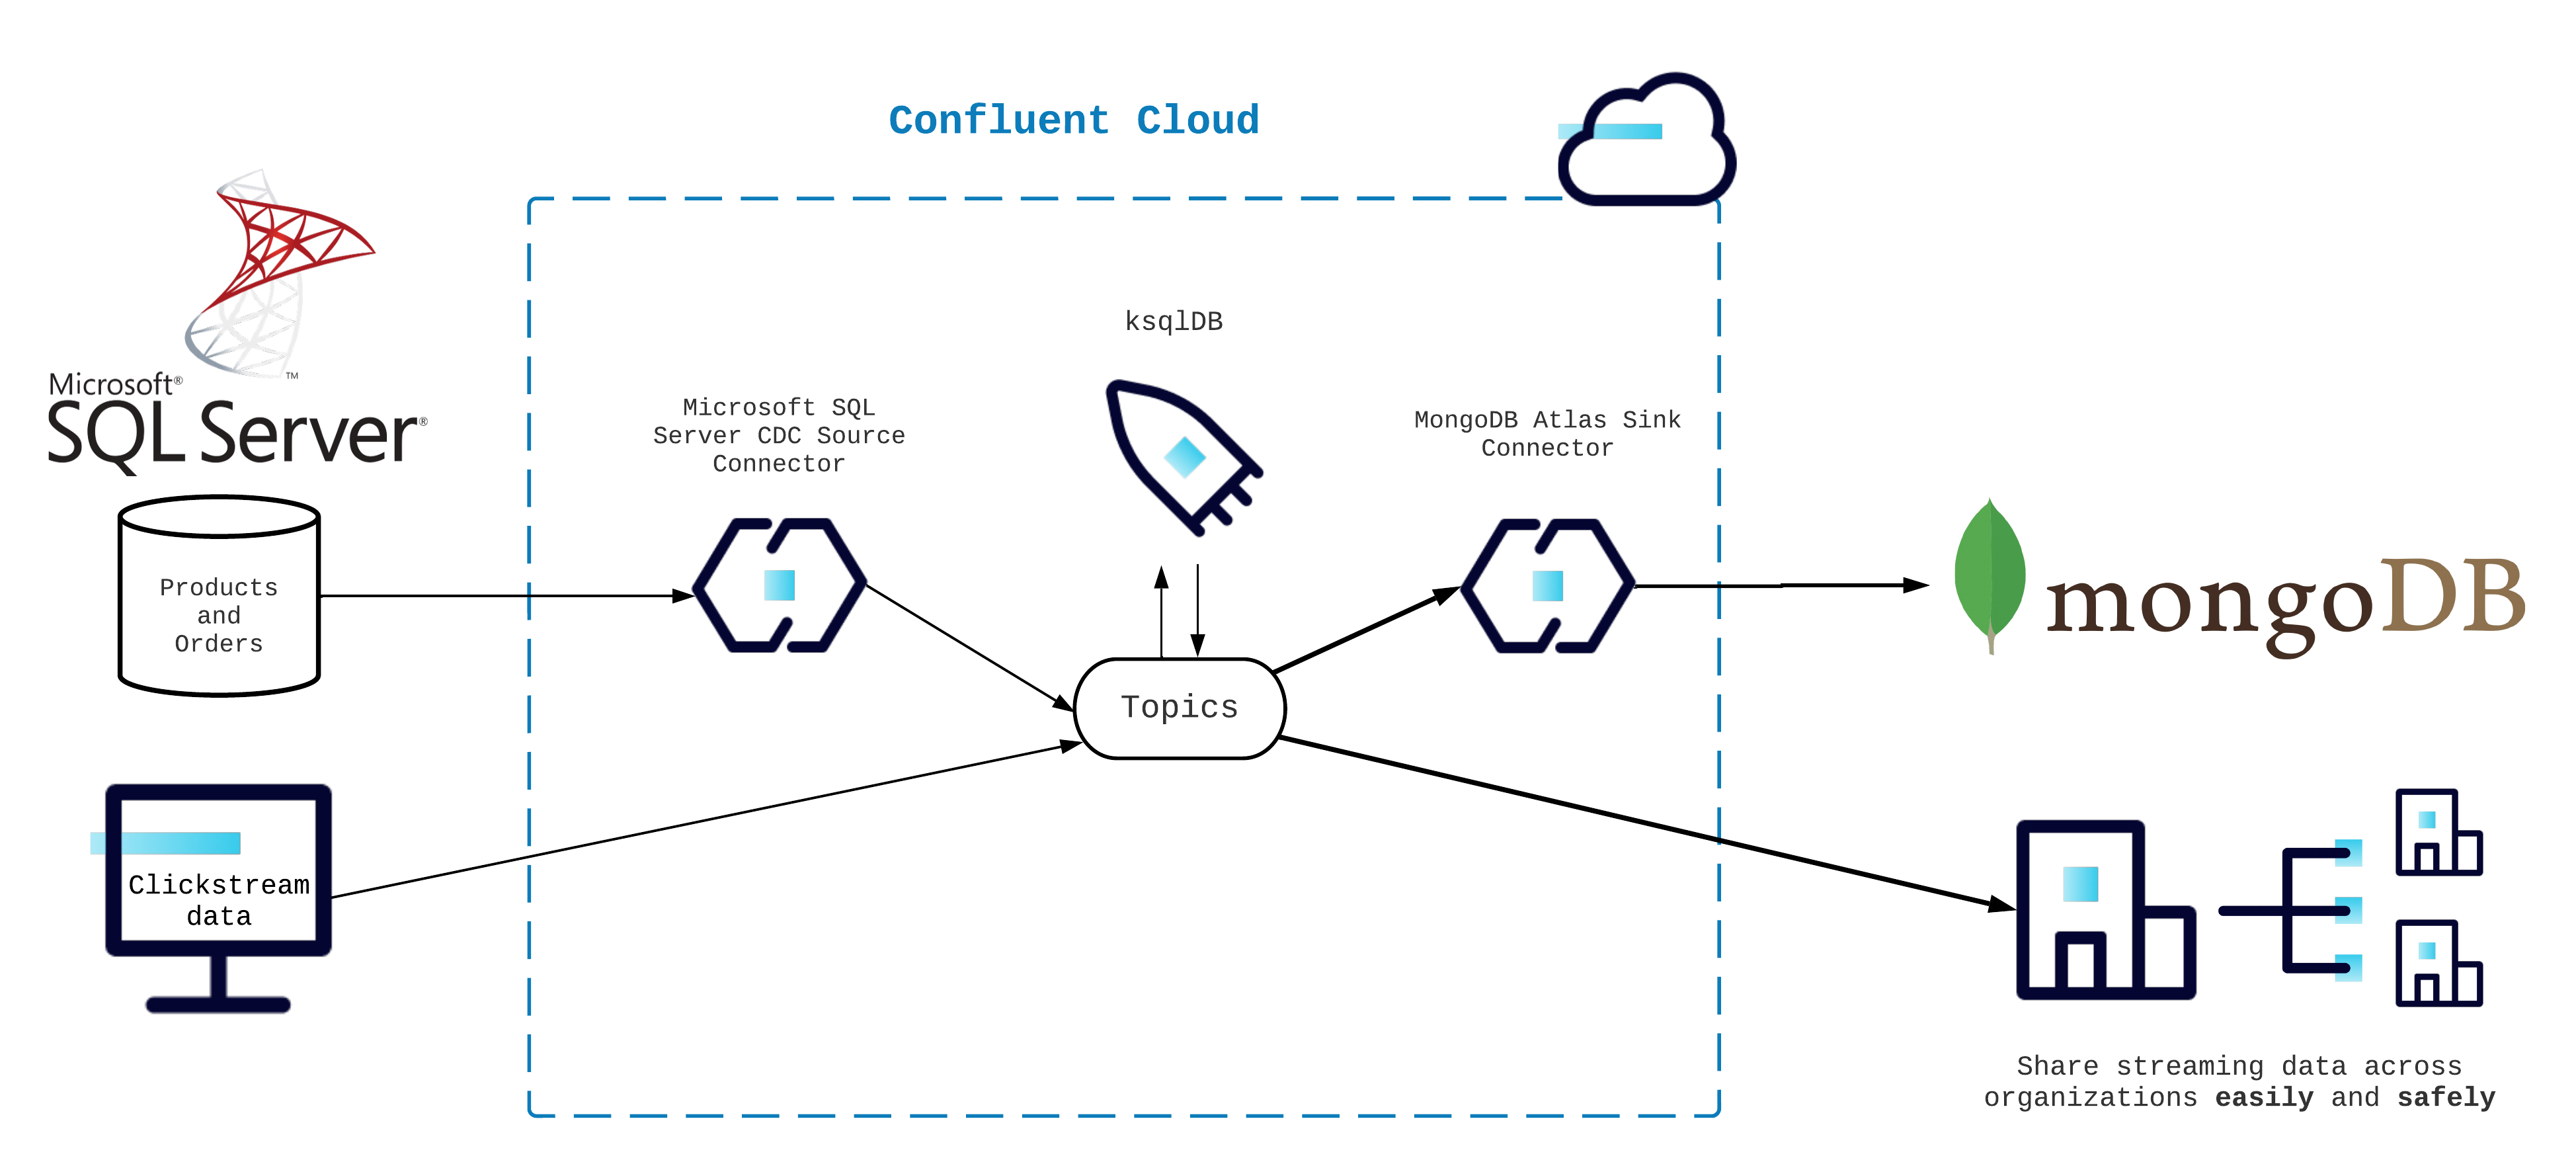 Confluent Cloud
™
Microsoft®
SQL Server®
Products
and
Orders
Clickstream
data
Microsoft SQL
Server CDC Source
Connector
ksqlDB
Topics
MongoDB Atlas Sink
Connector
mongoDB
Share streaming data across
organizations easily and safely